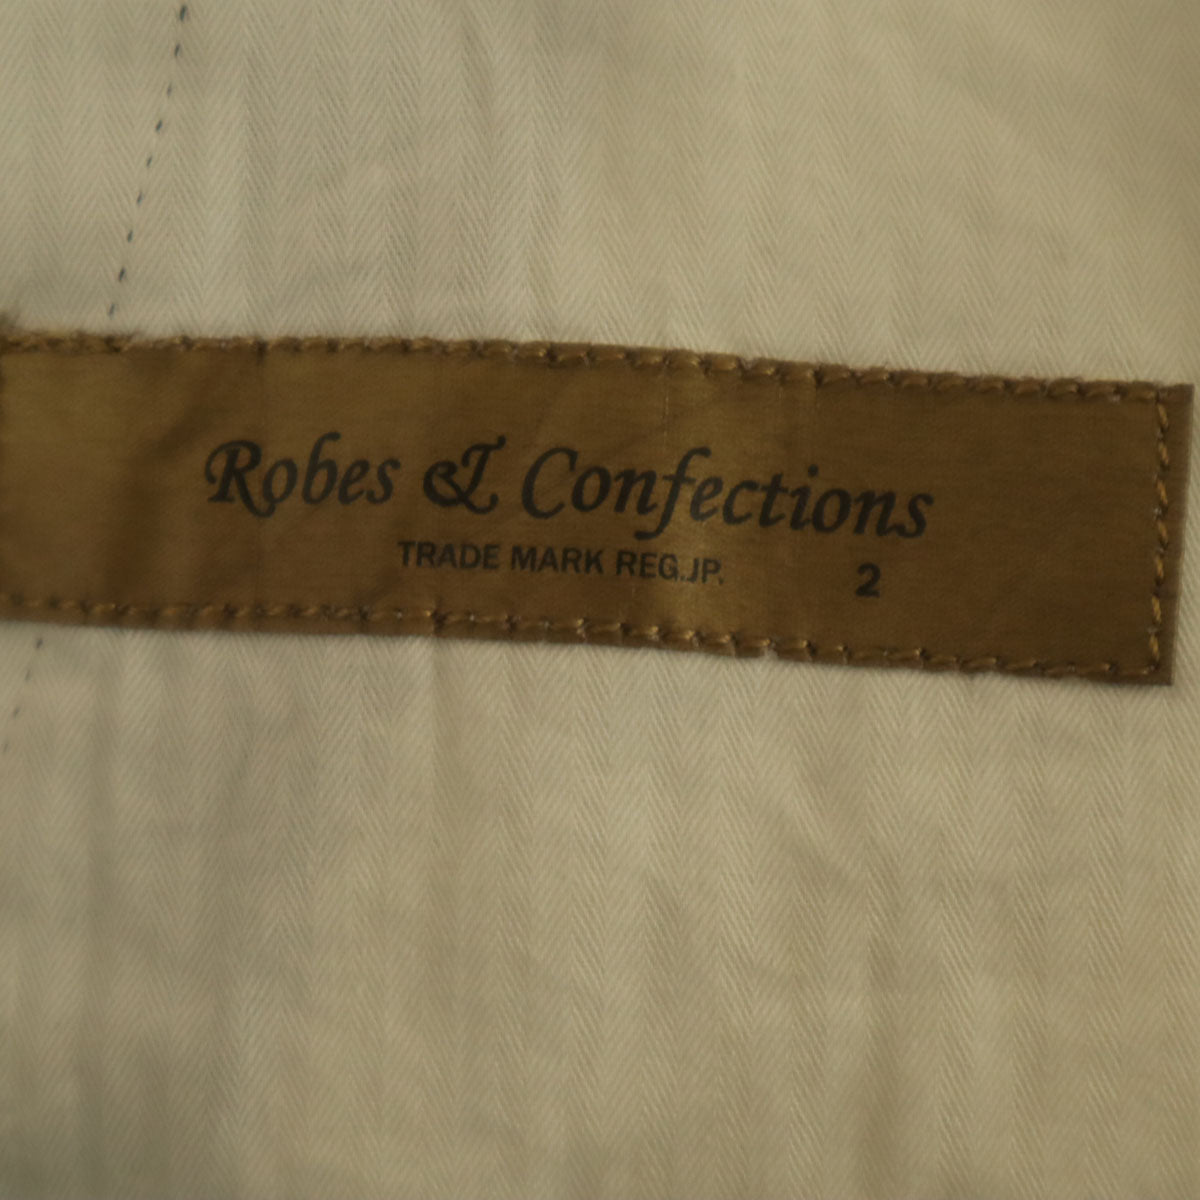 Robes & Confections
TRADE MARK REG.JP. 2